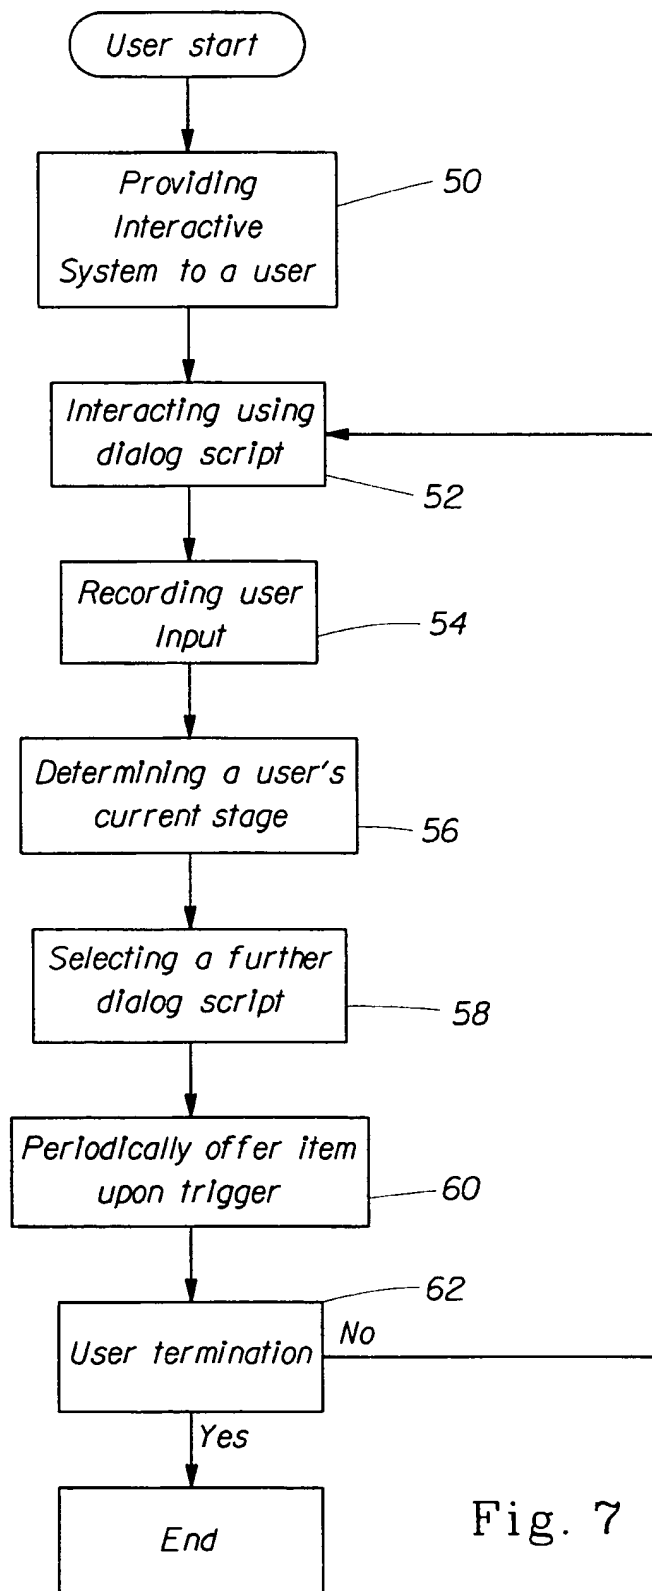 User start
Providing
Interactive
System to a user
50
Interacting using
dialog script
52
Recording user
Input
54
Determining a user's
current stage
56
Selecting a further
dialog script
58
Periodically offer item
upon trigger
60
62
User termination
No
Yes
End
Fig. 7